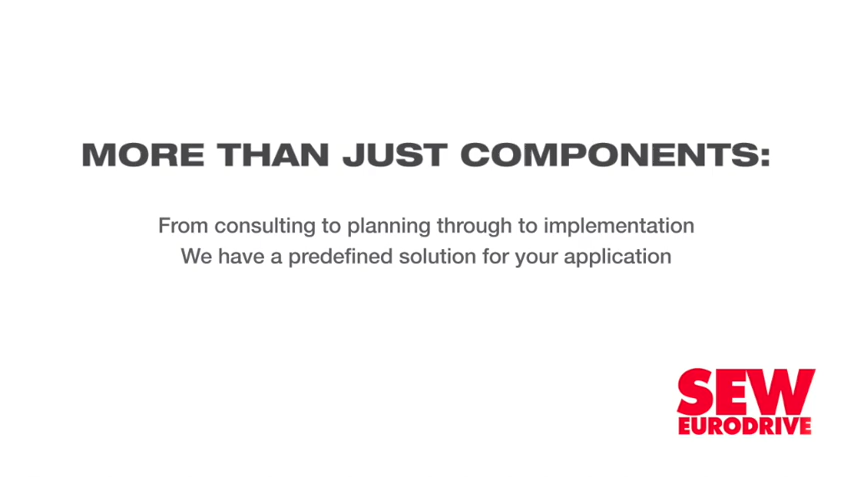 MORE THAN JUST COMPONENTS:
From consulting to planning through to implementation
We have a predefined solution for your application
SEW
EURODRIVE